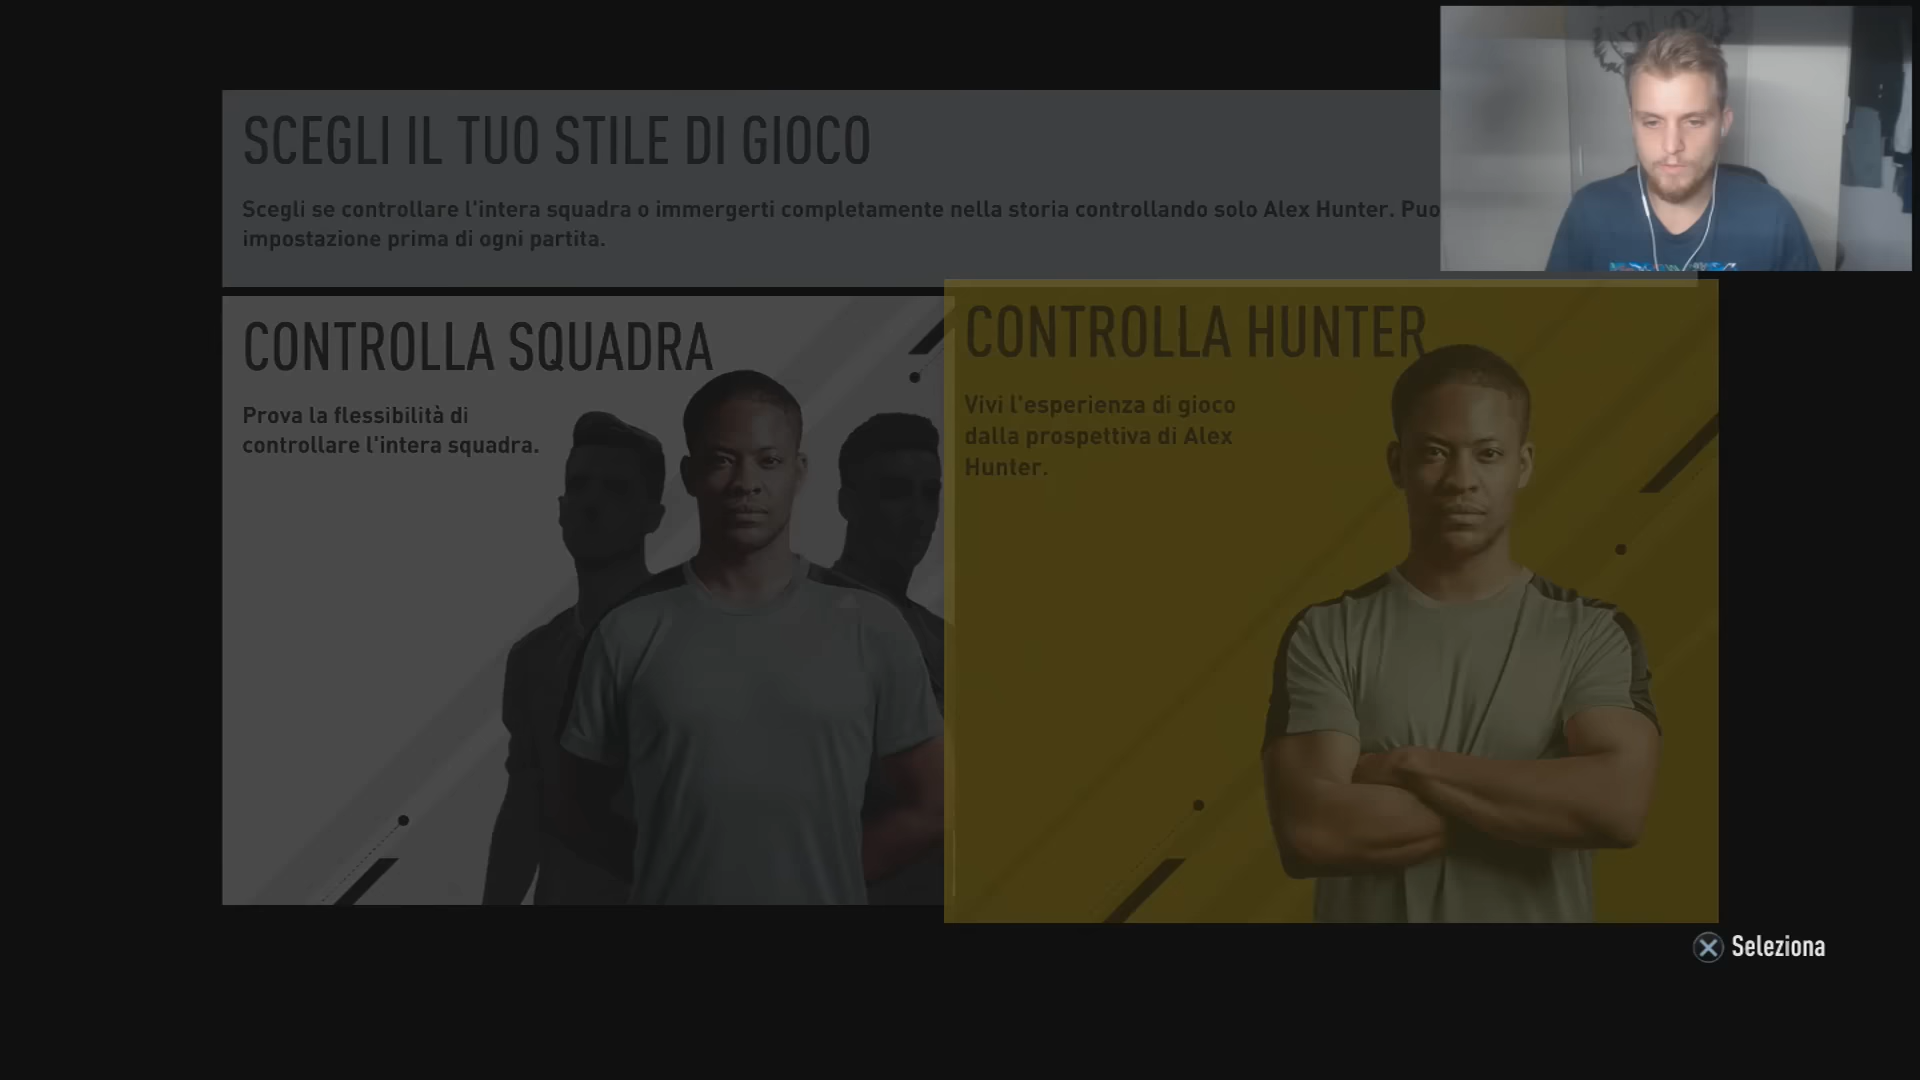 SCEGLI IL TUO STILE DI GIOCO
Scegli se controllare l'intera squadra o immergerti completamente nella storia controllando solo Alex Hunter. Puo
impostazione prima di ogni partita.
CONTROLLA SQUADRA
Prova la flessibilità di
controllare l'intera squadra.
CONTROLLA HUNTER
Vivi l'esperienza di gioco
dalla prospettiva di Alex
Hunter.
Seleziona